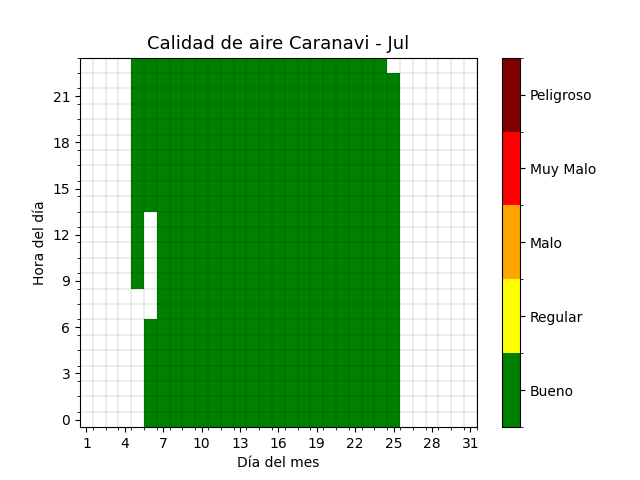 Calidad de aire Caranavi - Jul
Hora del día
21
18
15
12
9
6
3
0
1 4 7 10 13 16 19 22 25 28 31
Día del mes
Peligroso
Muy Malo
Malo
Regular
Bueno